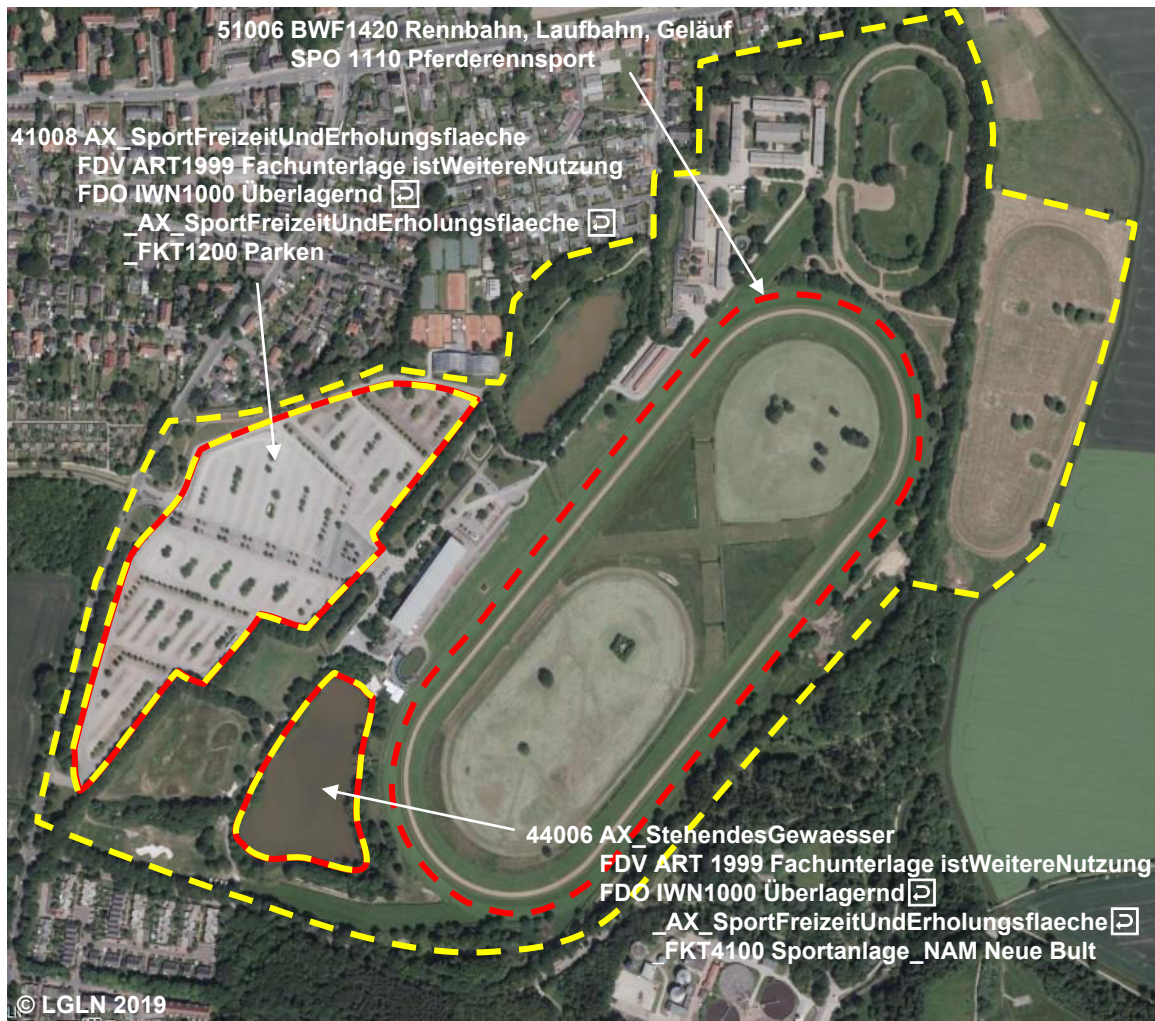 51006 BWF1420 Rennbahn, Laufbahn, Geläuf
SPO 1110 Pferderennsport
41008 AX_SportFreizeitUndErholungsflaeche
FDV ART1999 Fachunterlage istWeitereNutzung
FDO IWN1000 Überlagernd
_AX_SportFreizeitUndErholungsflaeche
_FKT1200 Parken
44006 AX_StehendesGewaesser
FDV ART 1999 Fachunterlage istWeitereNutzung
FDO IWN1000 Überlagernd
_AX_SportFreizeitUndErholungsflaeche
_FKT4100 Sportanlage_NAM Neue Bult
© LGLN 2019